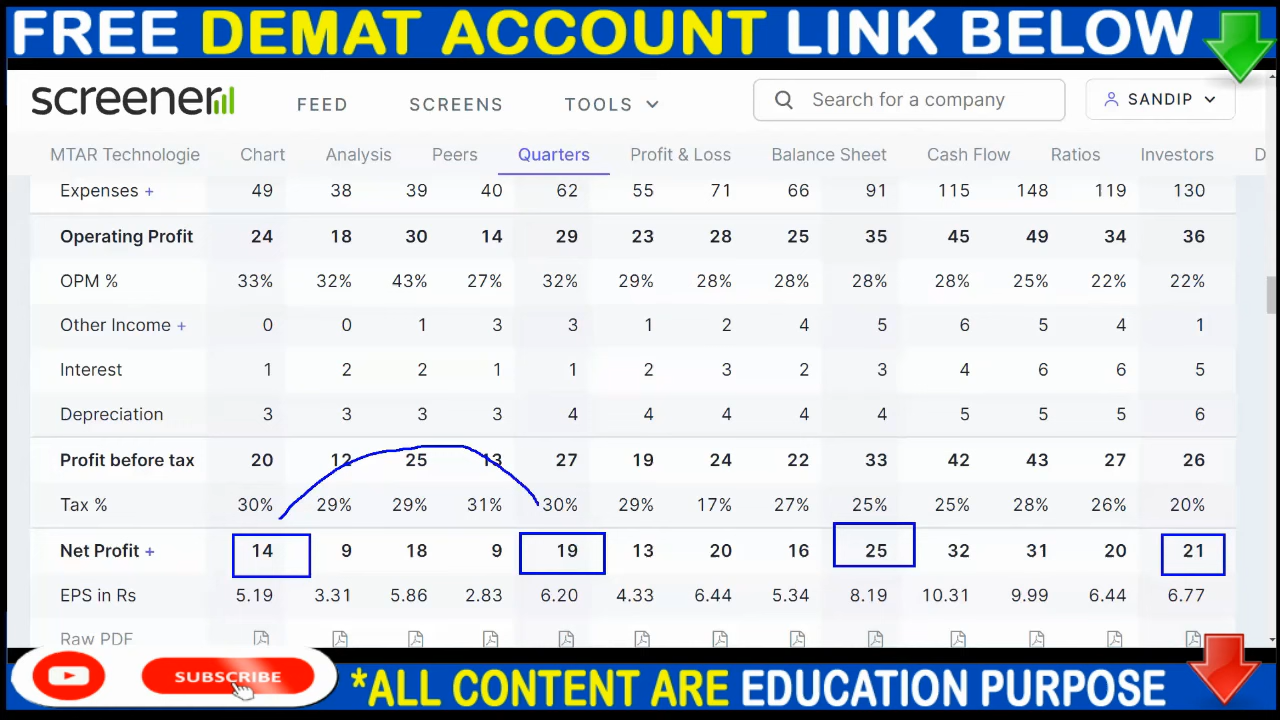 FREE DEMAT ACCOUNT LINK BELOW
screener FEED SCREENS TOOLS Search for a company SANDIP
MTAR Technologie Chart Analysis Peers Quarters Profit & Loss Balance Sheet Cash Flow Ratios Investors D
Expenses + 49 38 39 40 62 55 71 66 91 115 148 119 130
Operating Profit 24 18 30 14 29 23 28 25 35 45 49 34 36
OPM % 33% 32% 43% 27% 32% 29% 28% 28% 28% 28% 25% 22% 22%
Other Income + 0 0 1 3 3 1 2 4 5 6 5 4 1
Interest 1 2 2 1 1 2 3 2 3 4 6 6 5
Depreciation 3 3 3 3 4 4 4 4 4 5 5 5 6
Profit before tax 20 12 25 13 27 19 24 22 33 42 43 27 26
Tax % 30% 29% 29% 31% 30% 29% 17% 27% 25% 25% 28% 26% 20%
Net Profit + 14 9 18 9 19 13 20 16 25 32 31 20 21
EPS in Rs 5.19 3.31 5.86 2.83 6.20 4.33 6.44 5.34 8.19 10.31 9.99 6.44 6.77
Raw PDF
SUBSCRIBE *ALL CONTENT ARE EDUCATION PURPOSE